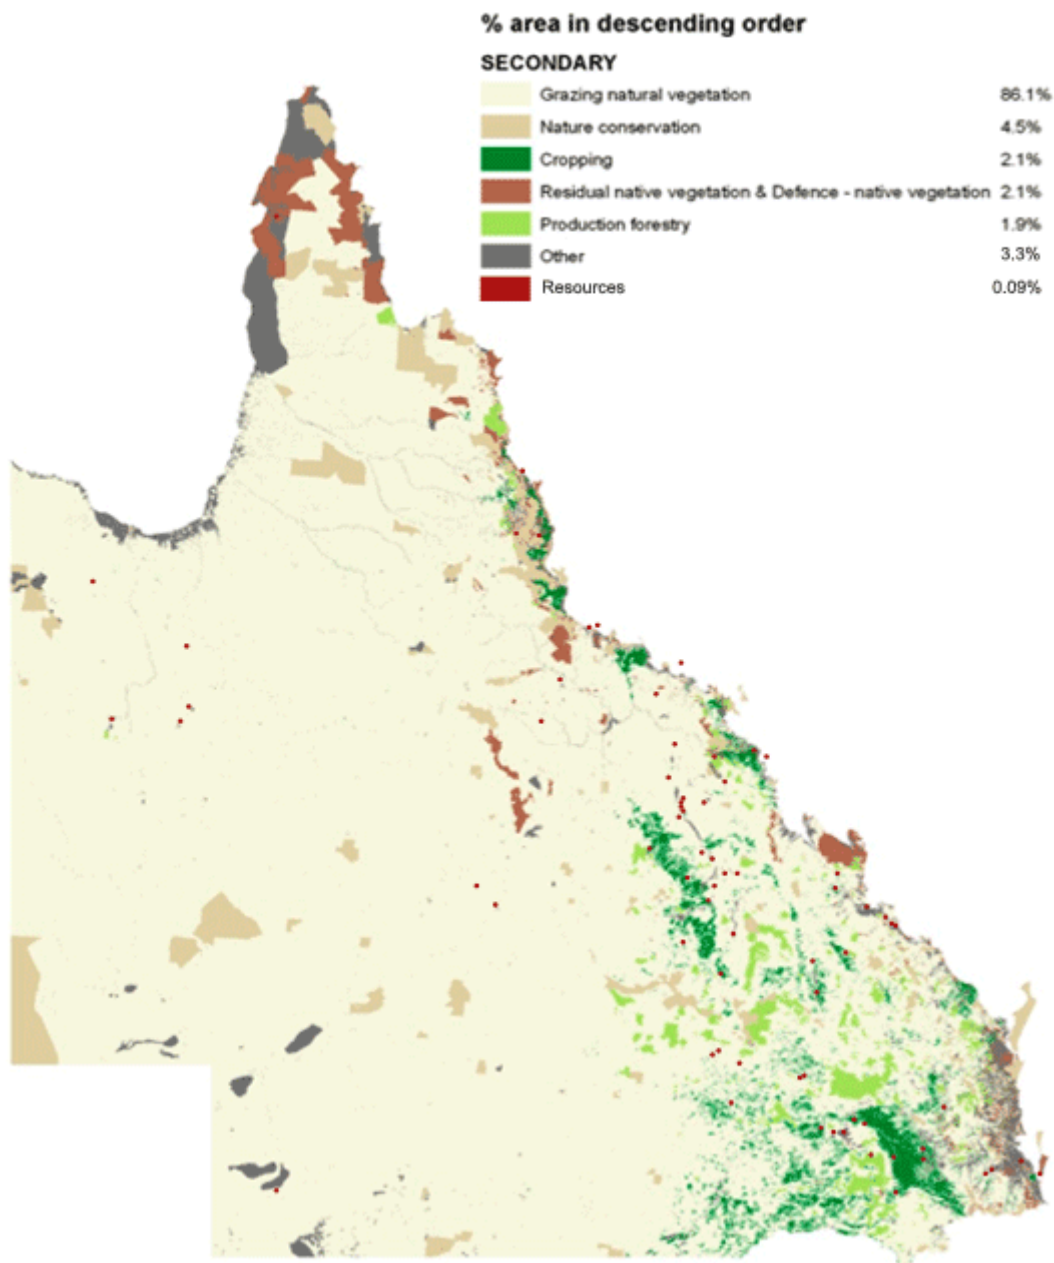 % area in descending order
SECONDARY
Grazing natural vegetation 86.1%
Nature conservation 4.5%
Cropping 2.1%
Residual native vegetation & Defence - native vegetation 2.1%
Production forestry 1.9%
Other 3.3%
Resources 0.09%